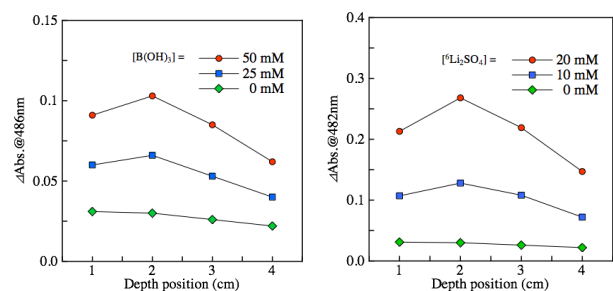 0.15
[B(OH)₃] =
50 mM
25 mM
0 mM
0.1
0.05
0.0
ΔAbs.@486nm
1 2 3 4
Depth position (cm)
0.4
[⁶Li₂SO₄] =
20 mM
10 mM
0 mM
0.3
0.2
0.1
0.0
ΔAbs.@482nm
1 2 3 4
Depth position (cm)